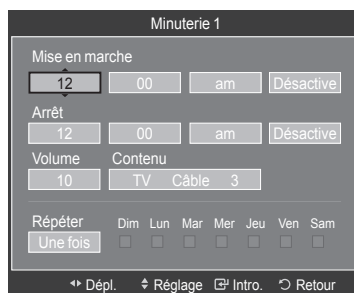 Minuterie 1
Mise en marche
12 00 am Désactive
Arrêt
12 00 am Désactive
Volume Contenu
10 TV Câble 3
Répéter Dim Lun Mar Mer Jeu Ven Sam
Une fois
Dépl. Réglage Intro. Retour